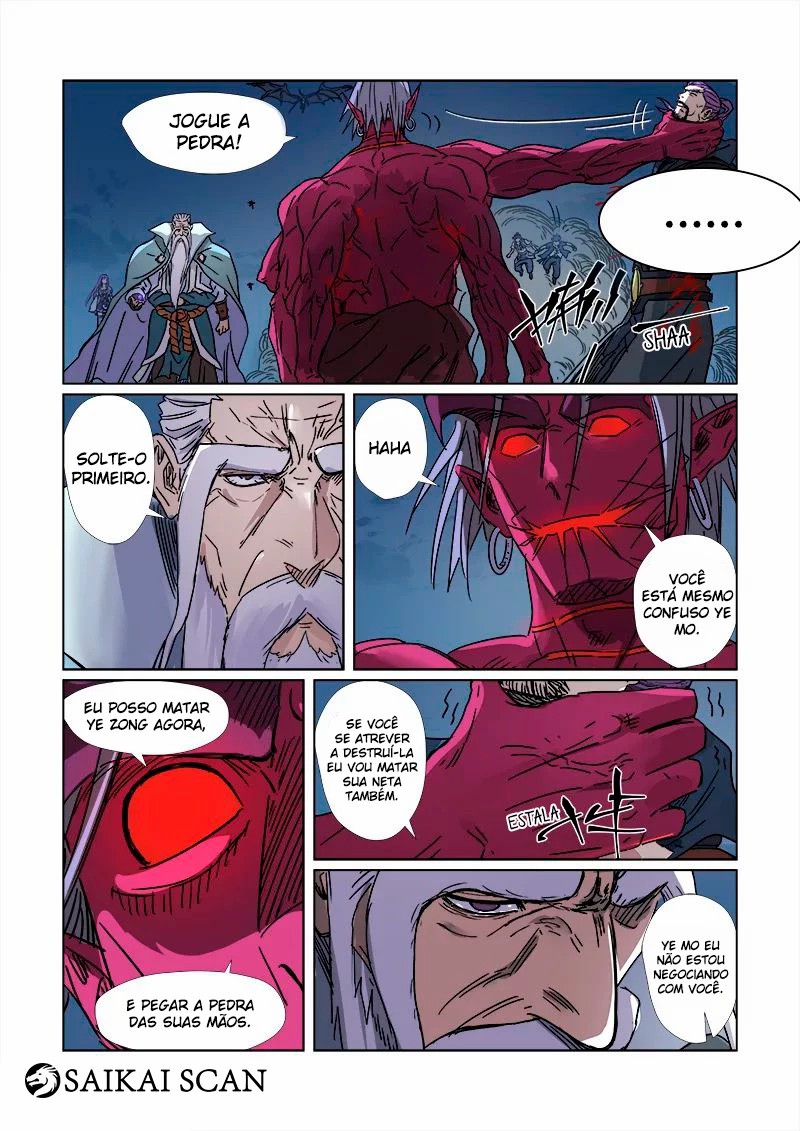 JOGUE A
PEDRA!
......
SHAA
SOLTE-O
PRIMEIRO.
HAHA
VOCÊ
ESTÁ MESMO
CONFUSO YE
MO.
EU POSSO MATAR
YE ZONG AGORA,
E PEGAR A PEDRA
DAS SUAS MÃOS.
SE VOCÊ
SE ATREVER
A DESTRUÍ-LA
EU VOU MATAR
SUA NETA
TAMBÉM.
ESTALA
YE MO EU
NÃO ESTOU
NEGOCIANDO
COM VOCÊ.
SAIKAI SCAN